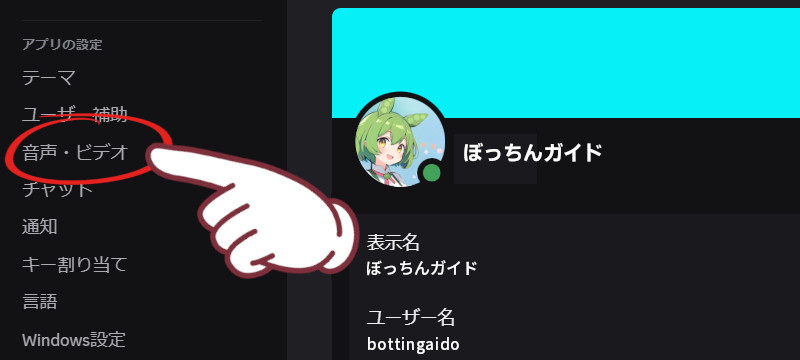 アプリの設定
テーマ
ユーザー補助
音声・ビデオ
チャット
通知
キー割り当て
言語
Windows設定
ぼっちんガイド
表示名
ぼっちんガイド
ユーザー名
bottingaido